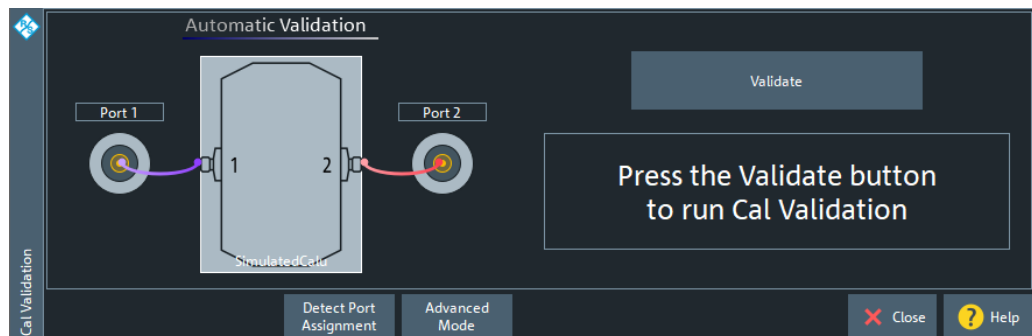 Automatic Validation
Port 1
Port 2
1
2
SimulatedCalu
Validate
Press the Validate button
to run Cal Validation
Cal Validation
Detect Port
Assignment
Advanced
Mode
Close
? Help